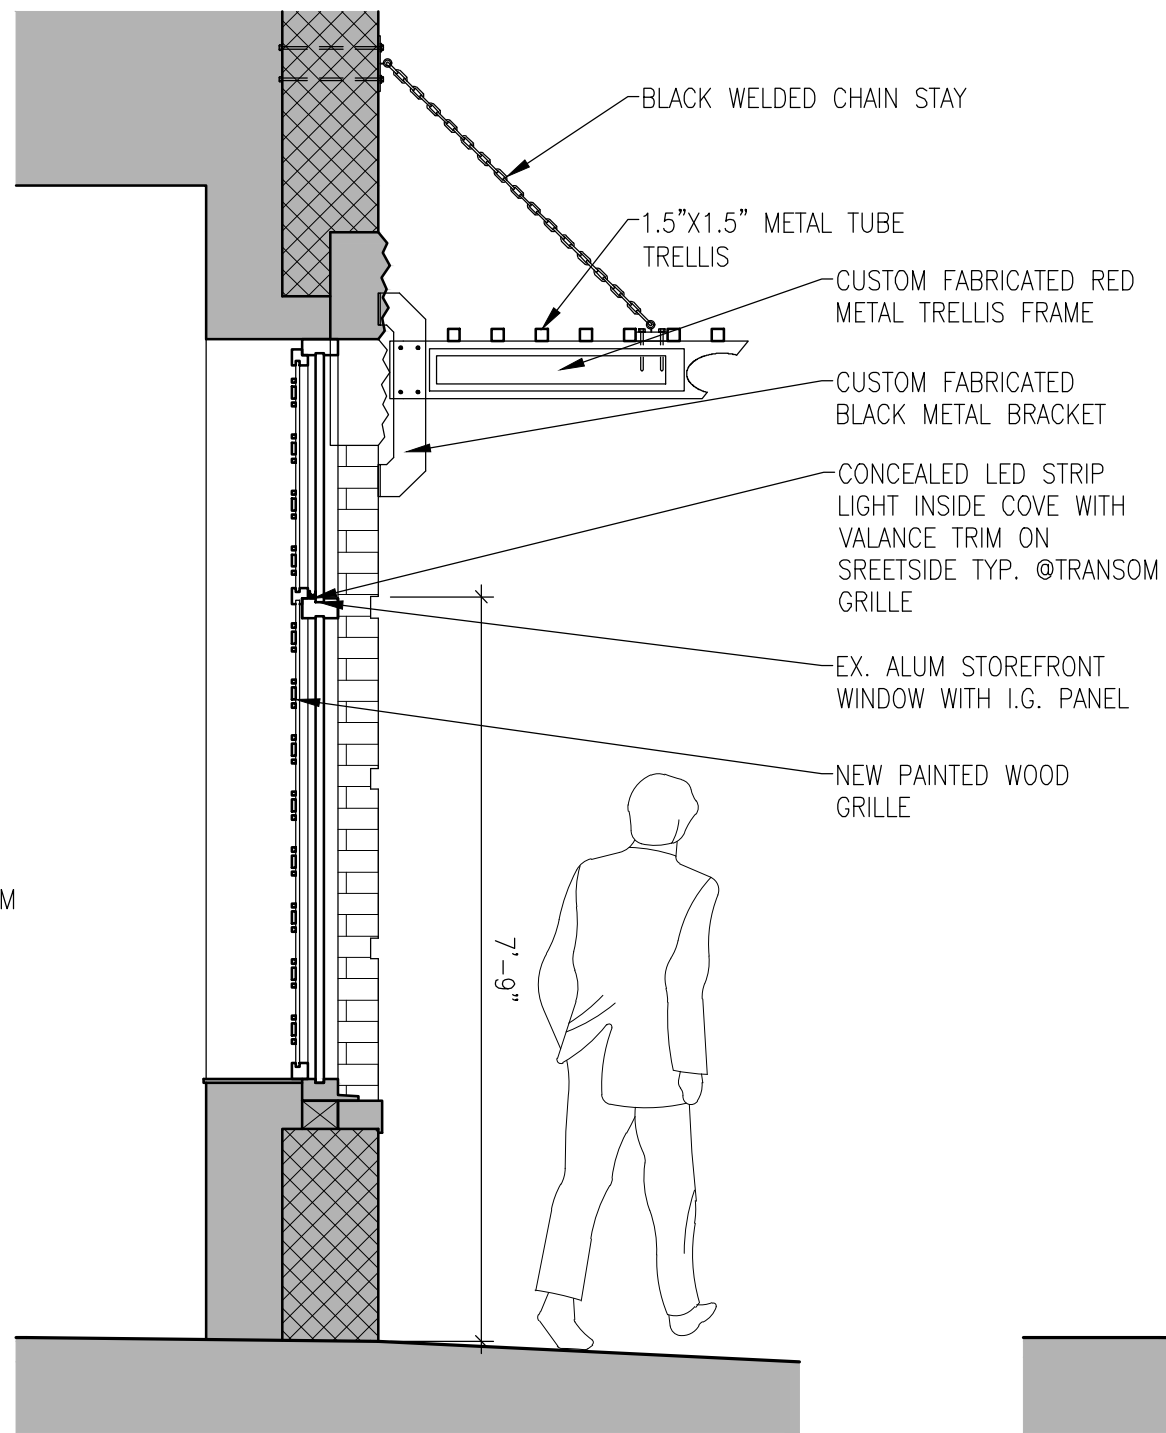 BLACK WELDED CHAIN STAY
1.5"X1.5" METAL TUBE
TRELLIS
CUSTOM FABRICATED RED
METAL TRELLIS FRAME
CUSTOM FABRICATED
BLACK METAL BRACKET
CONCEALED LED STRIP
LIGHT INSIDE COVE WITH
VALANCE TRIM ON
SREETSIDE TYP. @TRANSOM
GRILLE
EX. ALUM STOREFRONT
WINDOW WITH I.G. PANEL
NEW PAINTED WOOD
GRILLE
M
7'-9"